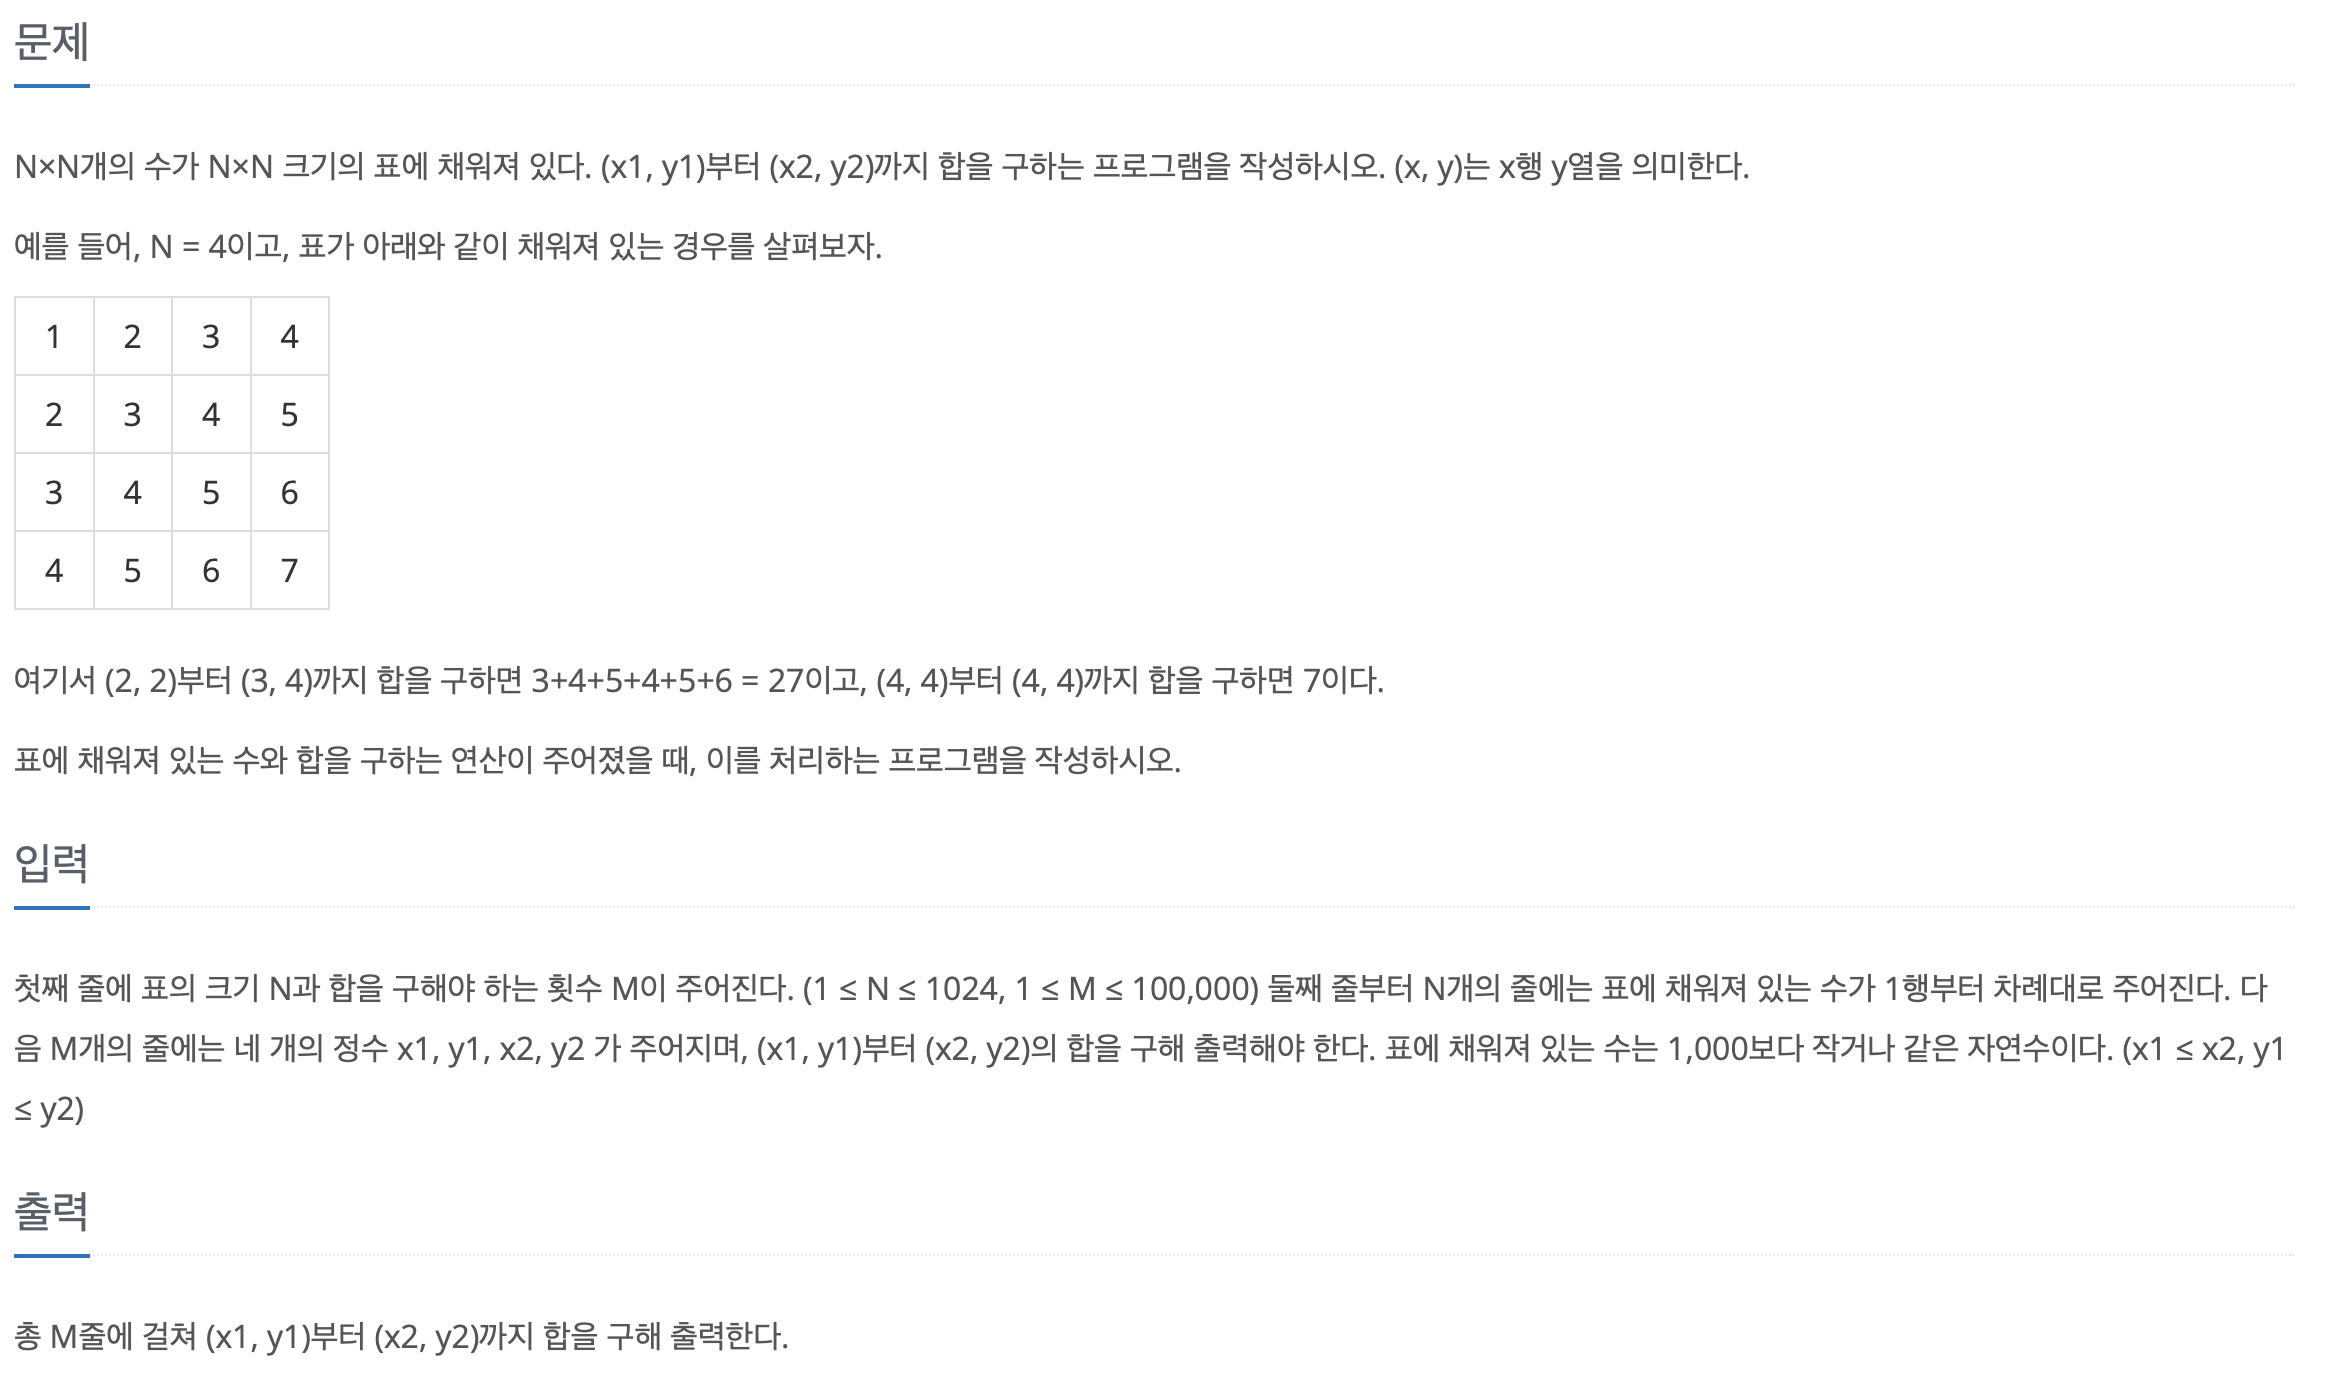 문제
N×N개의 수가 N×N 크기의 표에 채워져 있다. (x1, y1)부터 (x2, y2)까지 합을 구하는 프로그램을 작성하시오. (x, y)는 x행 y열을 의미한다.
예를 들어, N = 4이고, 표가 아래와 같이 채워져 있는 경우를 살펴보자.
1 2 3 4
2 3 4 5
3 4 5 6
4 5 6 7
여기서 (2, 2)부터 (3, 4)까지 합을 구하면 3+4+5+4+5+6 = 27이고, (4, 4)부터 (4, 4)까지 합을 구하면 7이다.
표에 채워져 있는 수와 합을 구하는 연산이 주어졌을 때, 이를 처리하는 프로그램을 작성하시오.
입력
첫째 줄에 표의 크기 N과 합을 구해야 하는 횟수 M이 주어진다. (1 ≤ N ≤ 1024, 1 ≤ M ≤ 100,000) 둘째 줄부터 N개의 줄에는 표에 채워져 있는 수가 1행부터 차례대로 주어진다. 다
음 M개의 줄에는 네 개의 정수 x1, y1, x2, y2 가 주어지며, (x1, y1)부터 (x2, y2)의 합을 구해 출력해야 한다. 표에 채워져 있는 수는 1,000보다 작거나 같은 자연수이다. (x1 ≤ x2, y1
≤ y2)
출력
총 M줄에 걸쳐 (x1, y1)부터 (x2, y2)까지 합을 구해 출력한다.